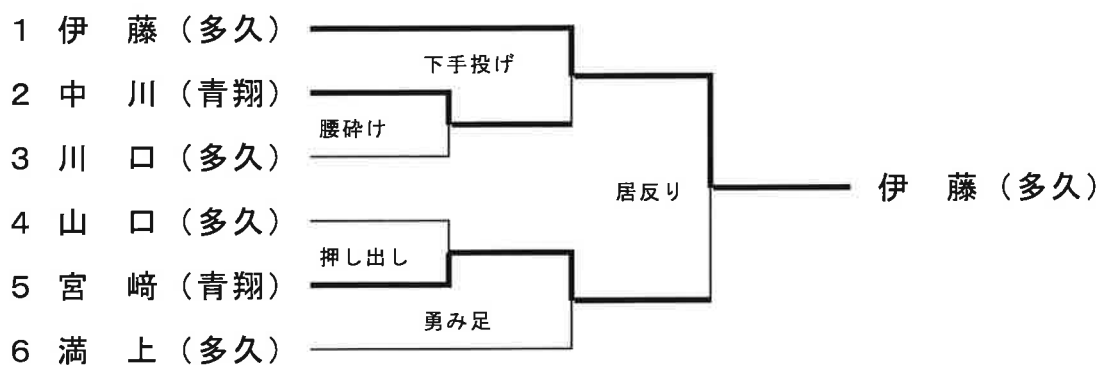 1 伊 藤（多久）
下手投げ
2 中 川（青翔）
腰砕け
3 川 口（多久）
居反り
伊 藤（多久）
4 山 口（多久）
押し出し
5 宮 﨑（青翔）
勇み足
6 満 上（多久）